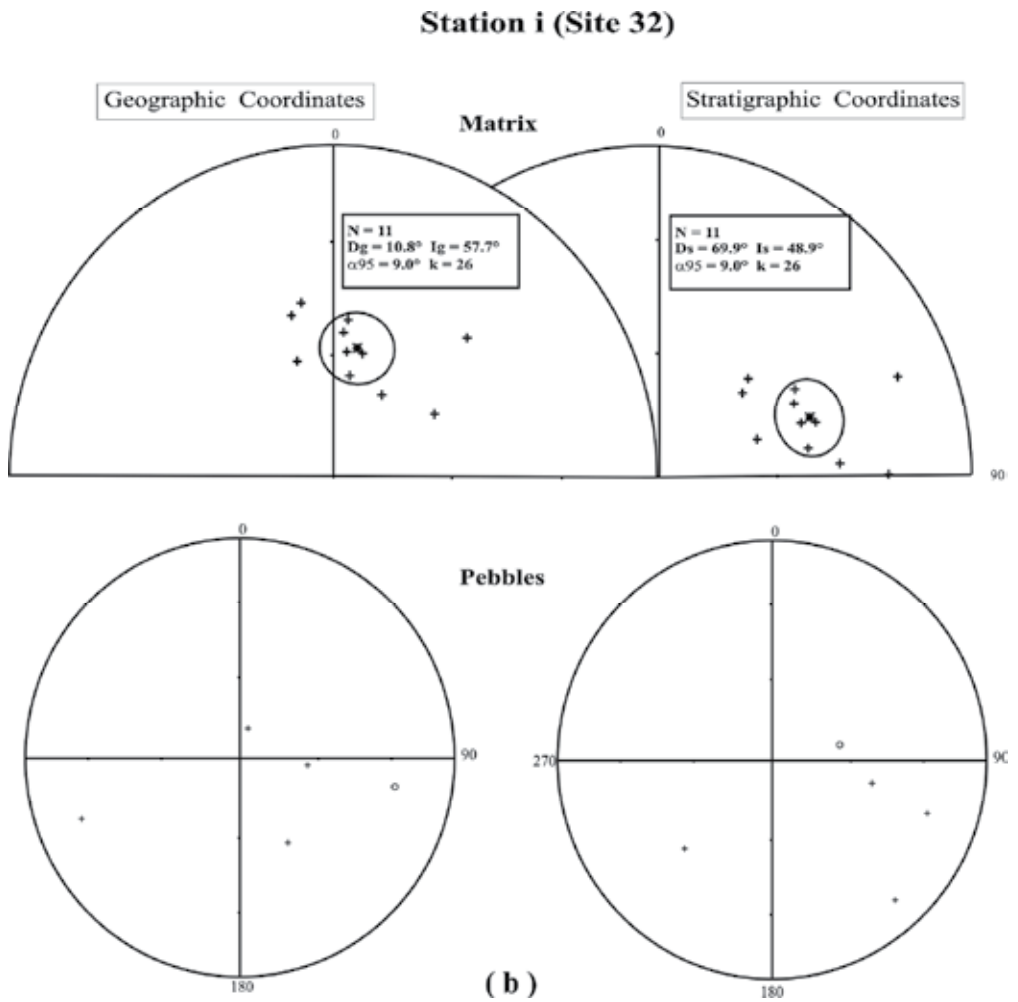 Station i (Site 32)
Geographic Coordinates
Stratigraphic Coordinates
Matrix
0
0
N = 11
Dg = 10.8° Ig = 57.7°
α95 = 9.0° k = 26
N = 11
Ds = 69.9° Is = 48.9°
α95 = 9.0° k = 26
90
0
0
Pebbles
90
270
90
180
180
( b )